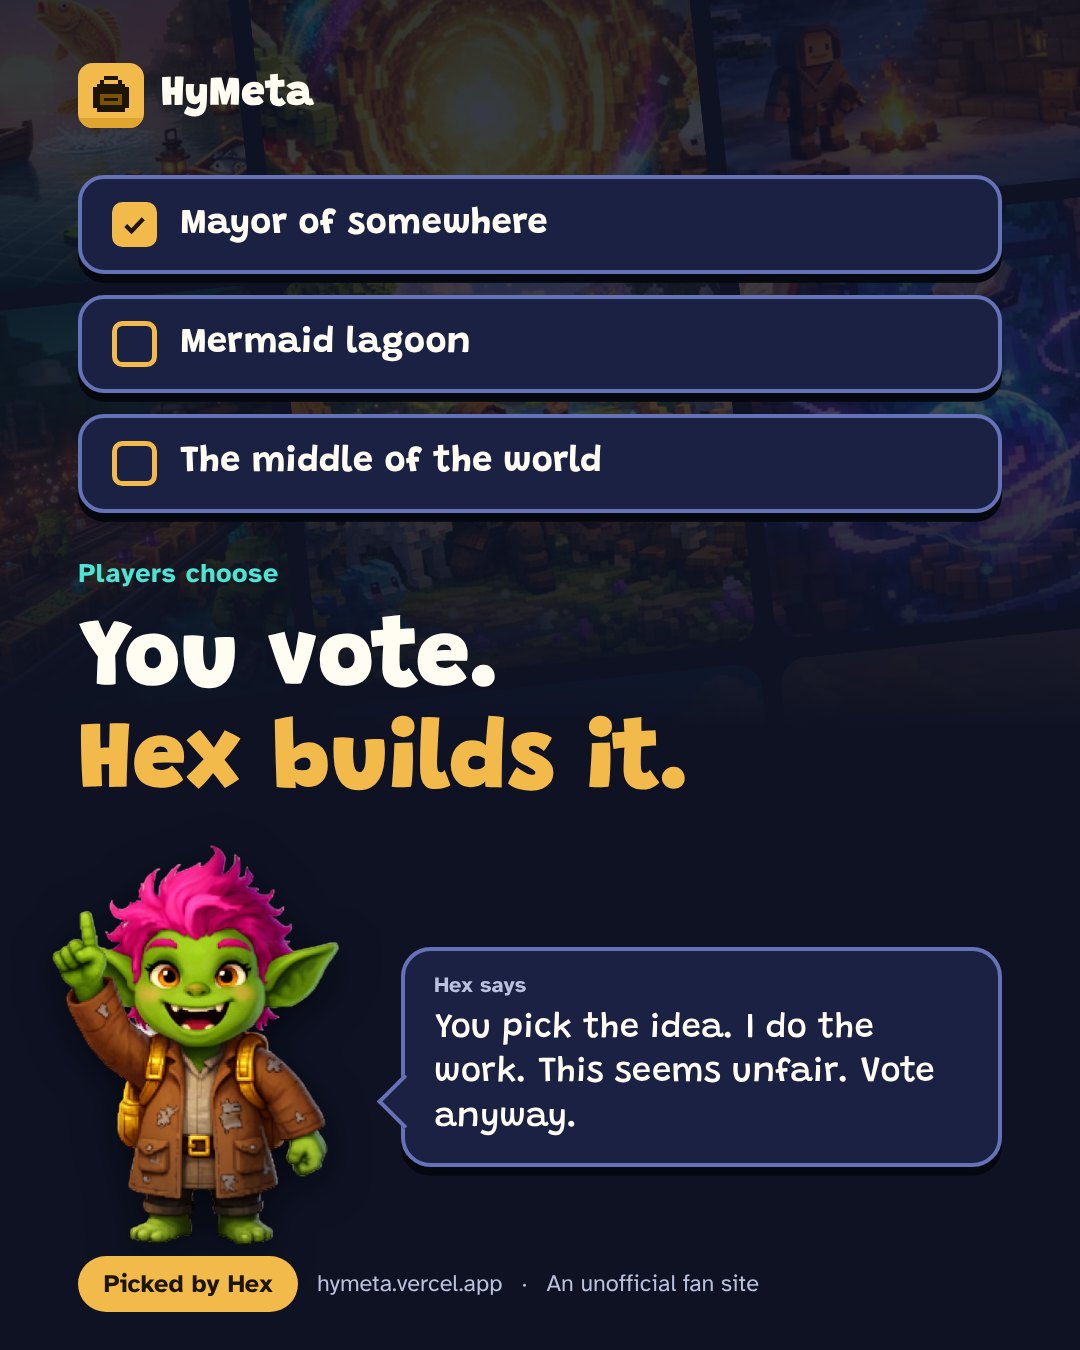 HyMeta
Mayor of somewhere
Mermaid lagoon
The middle of the world
Players choose
You vote.
Hex builds it.
Hex says
You pick the idea. I do the
work. This seems unfair. Vote
anyway.
Picked by Hex
hymeta.vercel.app · An unofficial fan site